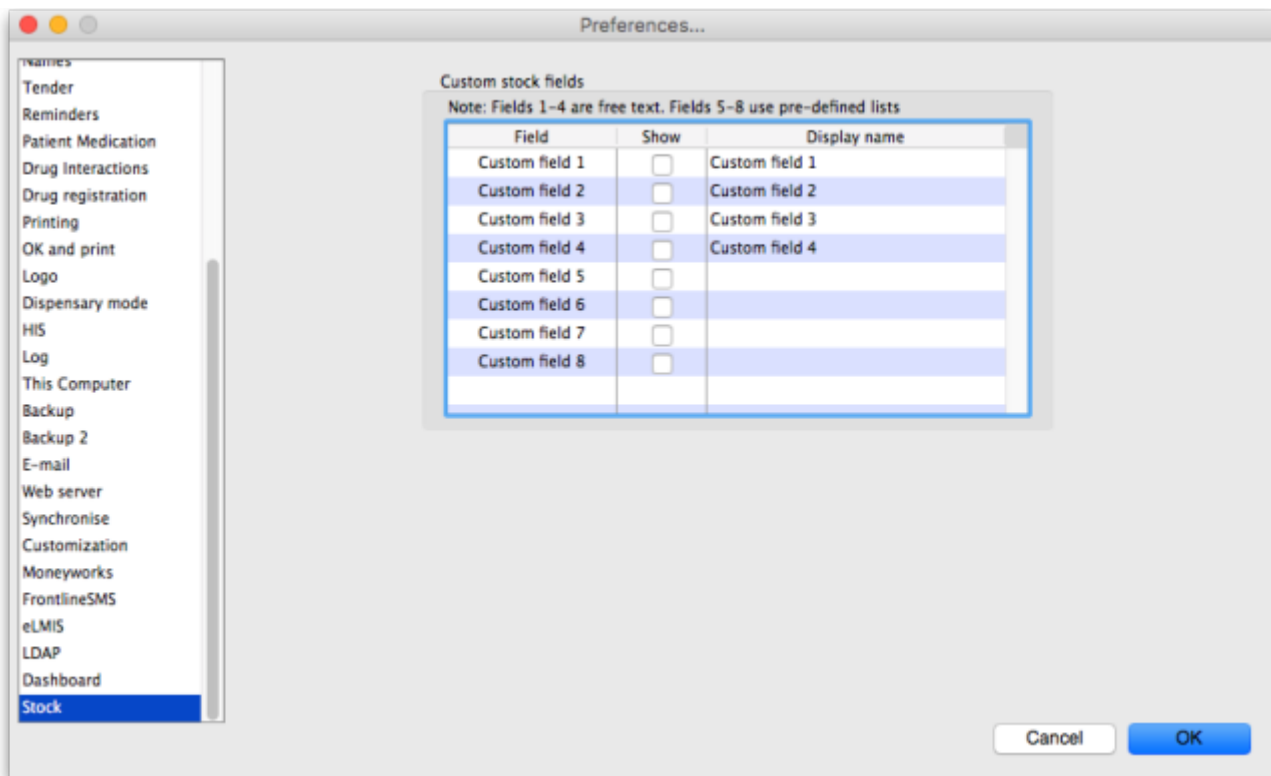 Preferences...
Names
Tender
Reminders
Patient Medication
Drug Interactions
Drug registration
Printing
OK and print
Logo
Dispensary mode
HIS
Log
This Computer
Backup
Backup 2
E-mail
Web server
Synchronise
Customization
Moneyworks
FrontlineSMS
eLMIS
LDAP
Dashboard
Stock
Custom stock fields
Note: Fields 1-4 are free text. Fields 5-8 use pre-defined lists
Field Show Display name
Custom field 1 Custom field 1
Custom field 2 Custom field 2
Custom field 3 Custom field 3
Custom field 4 Custom field 4
Custom field 5
Custom field 6
Custom field 7
Custom field 8
Cancel OK